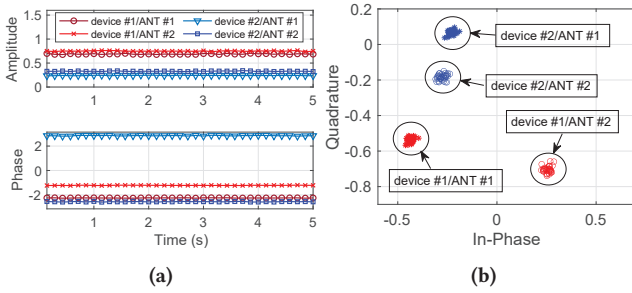 device #1/ANT #1
device #2/ANT #1
device #1/ANT #2
device #2/ANT #2
Amplitude
1.5
1
0.5
0
1 2 3 4 5
Phase
2
0
-2
1 2 3 4 5
Time (s)
(a)
Quadrature
0.2
0
-0.2
-0.4
-0.6
-0.8
device #2/ANT #1
device #2/ANT #2
device #1/ANT #2
device #1/ANT #1
-0.5 0 0.5
In-Phase
(b)